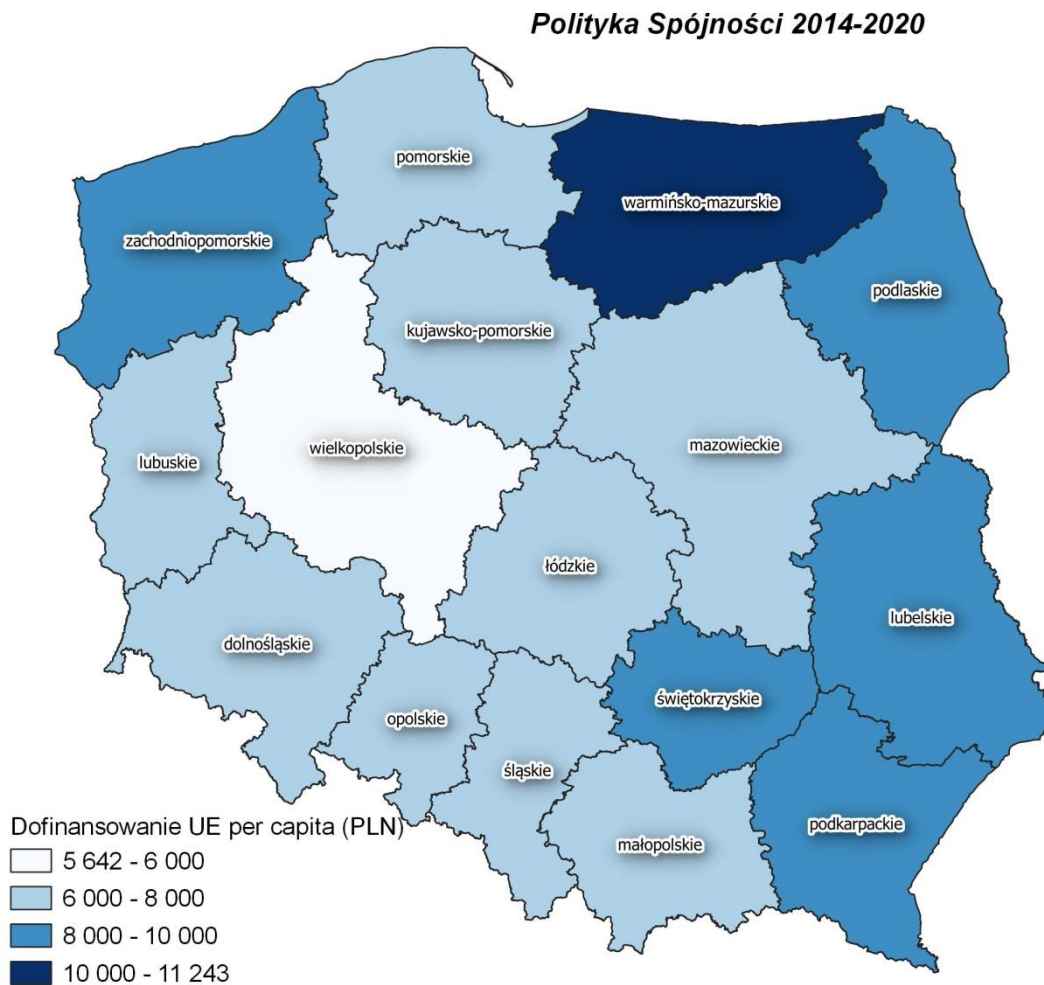 Polityka Spójności 2014-2020
pomorskie
warmińsko-mazurskie
zachodniopomorskie
podlaskie
kujawsko-pomorskie
mazowieckie
wielkopolskie
lubuskie
łódzkie
lubelskie
dolnośląskie
świętokrzyskie
opolskie
śląskie
podkarpackie
małopolskie
Dofinansowanie UE per capita (PLN)
5 642 - 6 000
6 000 - 8 000
8 000 - 10 000
10 000 - 11 243